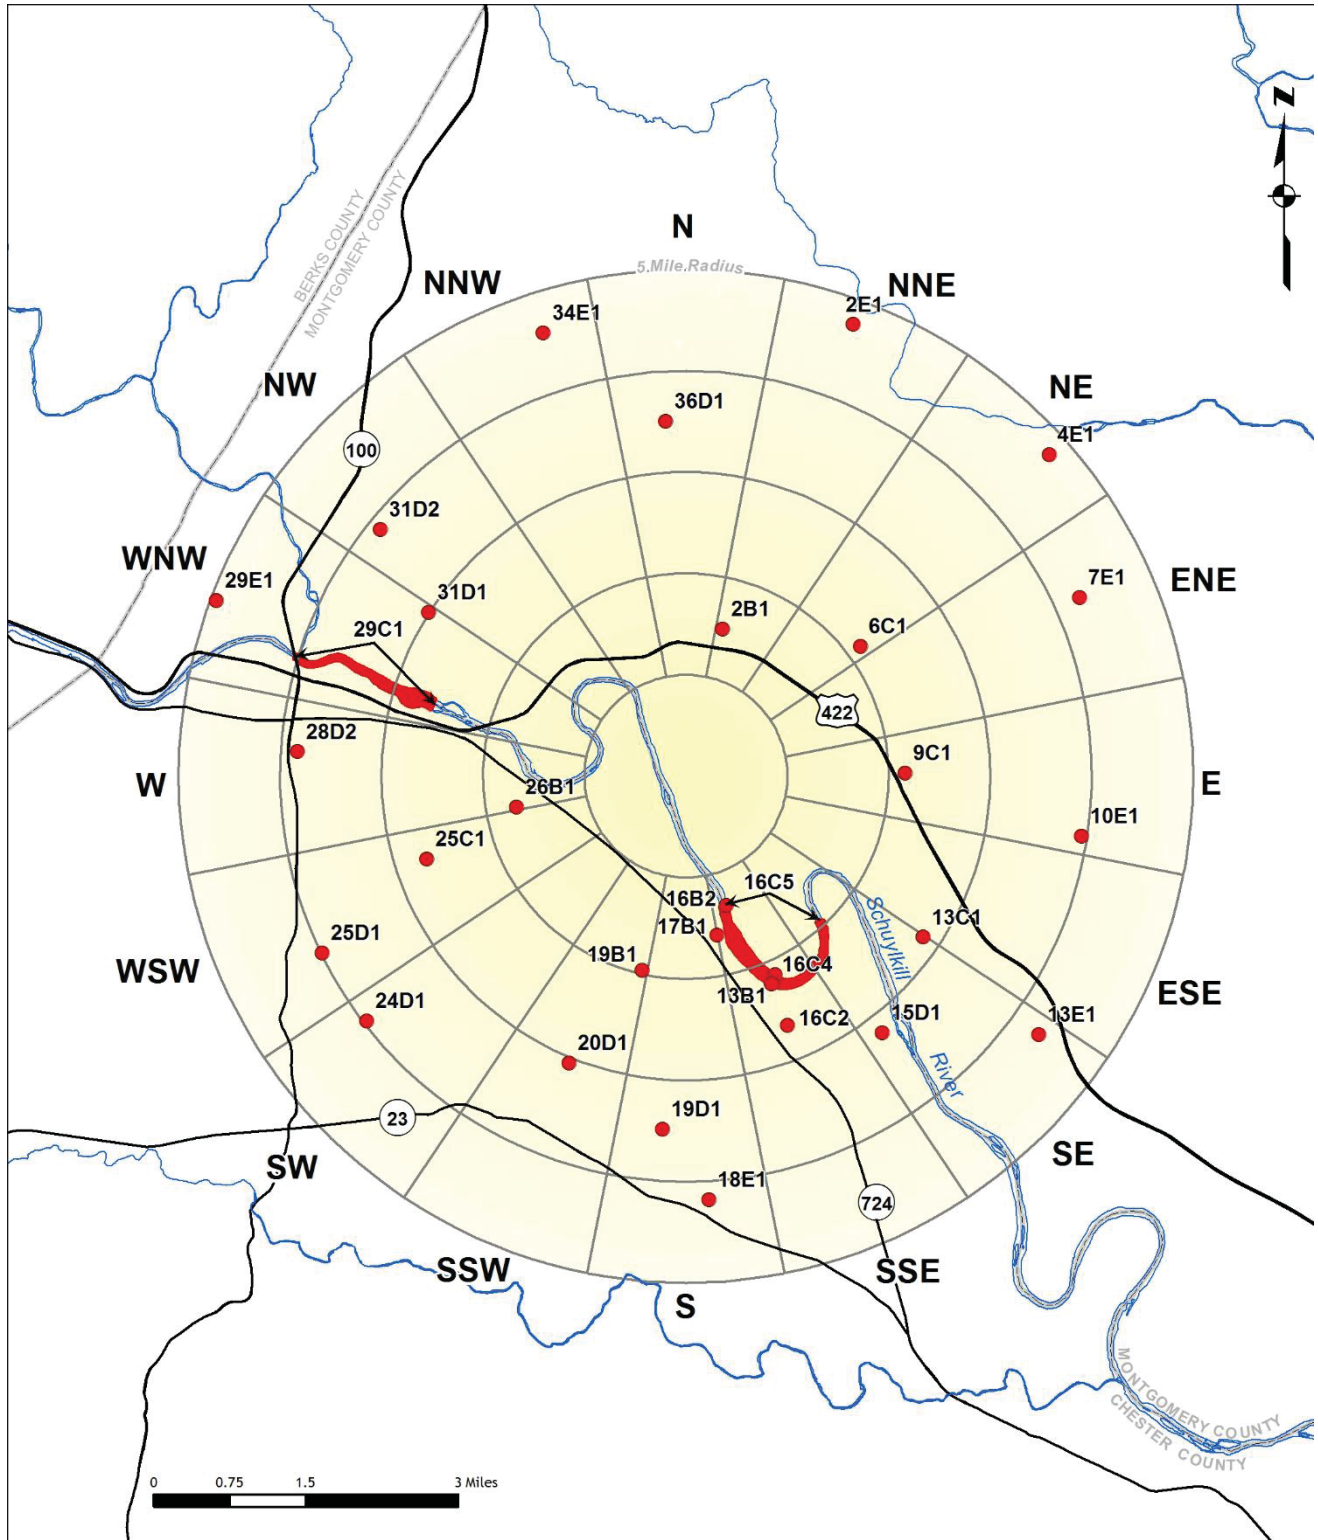 BERKS COUNTY
MONTGOMERY COUNTY
N
N
5 Mile Radius
NNW
NNE
34E1
2E1
NW
NE
36D1
4E1
100
31D2
WNW
ENE
29E1
7E1
31D1
2B1
6C1
29C1
422
28D2
9C1
W
E
26B1
10E1
25C1
16C5
16B2
Schuylkill
River
17B1
13C1
25D1
19B1
16C4
WSW
13B1
ESE
24D1
16C2
15D1
13E1
20D1
23
19D1
SW
SE
18E1
724
SSW
SSE
S
MONTGOMERY COUNTY
CHESTER COUNTY
0 0.75 1.5 3 Miles